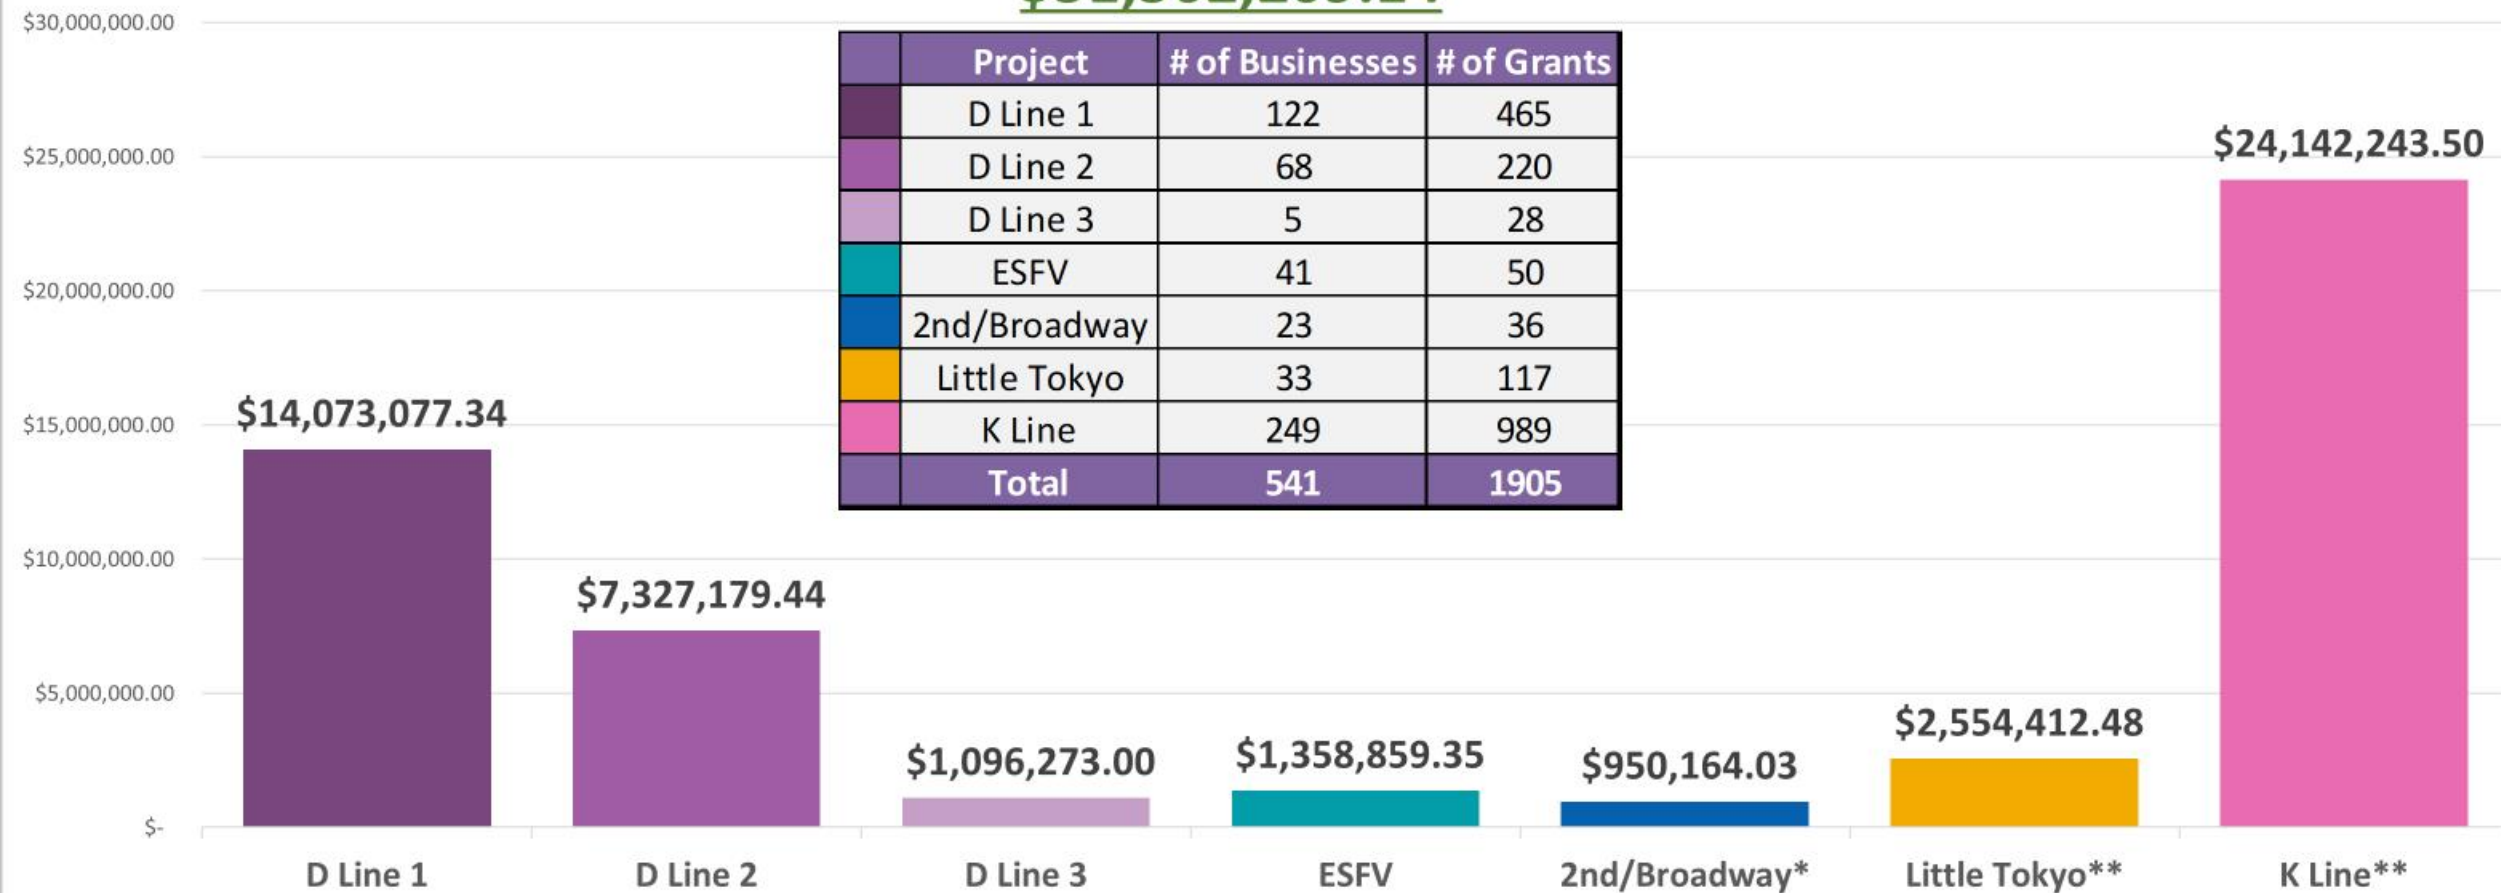 $30,000,000.00
Project # of Businesses # of Grants
D Line 1 122 465
D Line 2 68 220
D Line 3 5 28
ESFV 41 50
2nd/Broadway 23 36
Little Tokyo 33 117
K Line 249 989
Total 541 1905
$25,000,000.00
$20,000,000.00
$15,000,000.00
$10,000,000.00
$5,000,000.00
$-
$14,073,077.34
$7,327,179.44
$1,096,273.00
$1,358,859.35
$950,164.03
$2,554,412.48
$24,142,243.50
D Line 1
D Line 2
D Line 3
ESFV
2nd/Broadway*
Little Tokyo**
K Line**